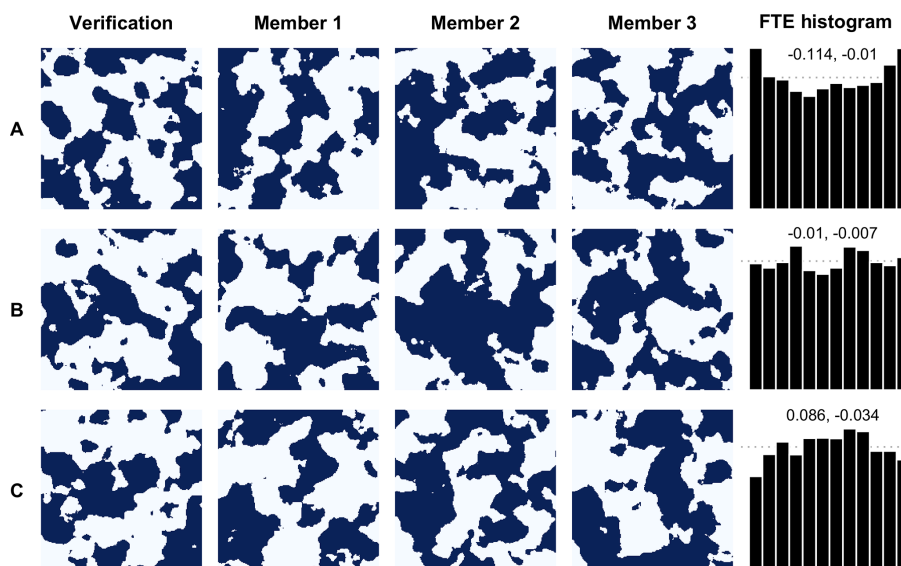 Verification Member 1 Member 2 Member 3 FTE histogram
A -0.114, -0.01
B -0.01, -0.007
C 0.086, -0.034